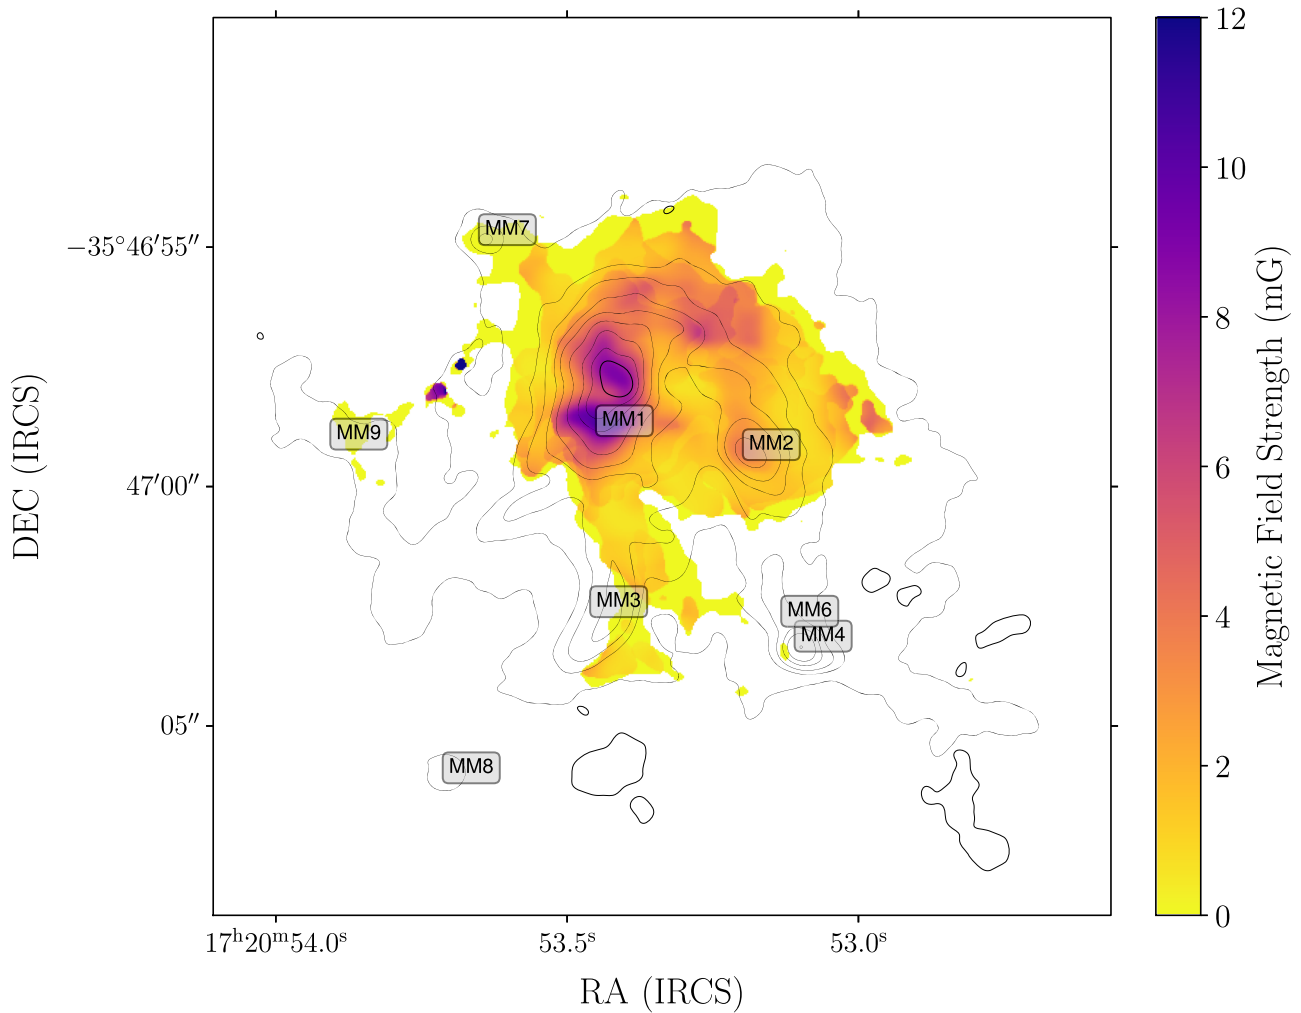 MM7
MM9
MM1
MM2
MM3
MM6
MM4
MM8
−35°46′55″
47′00″
05″
DEC (IRCS)
17ʰ20ᵐ54.0ˢ
53.5ˢ
53.0ˢ
RA (IRCS)
12
10
8
6
4
2
0
Magnetic Field Strength (mG)